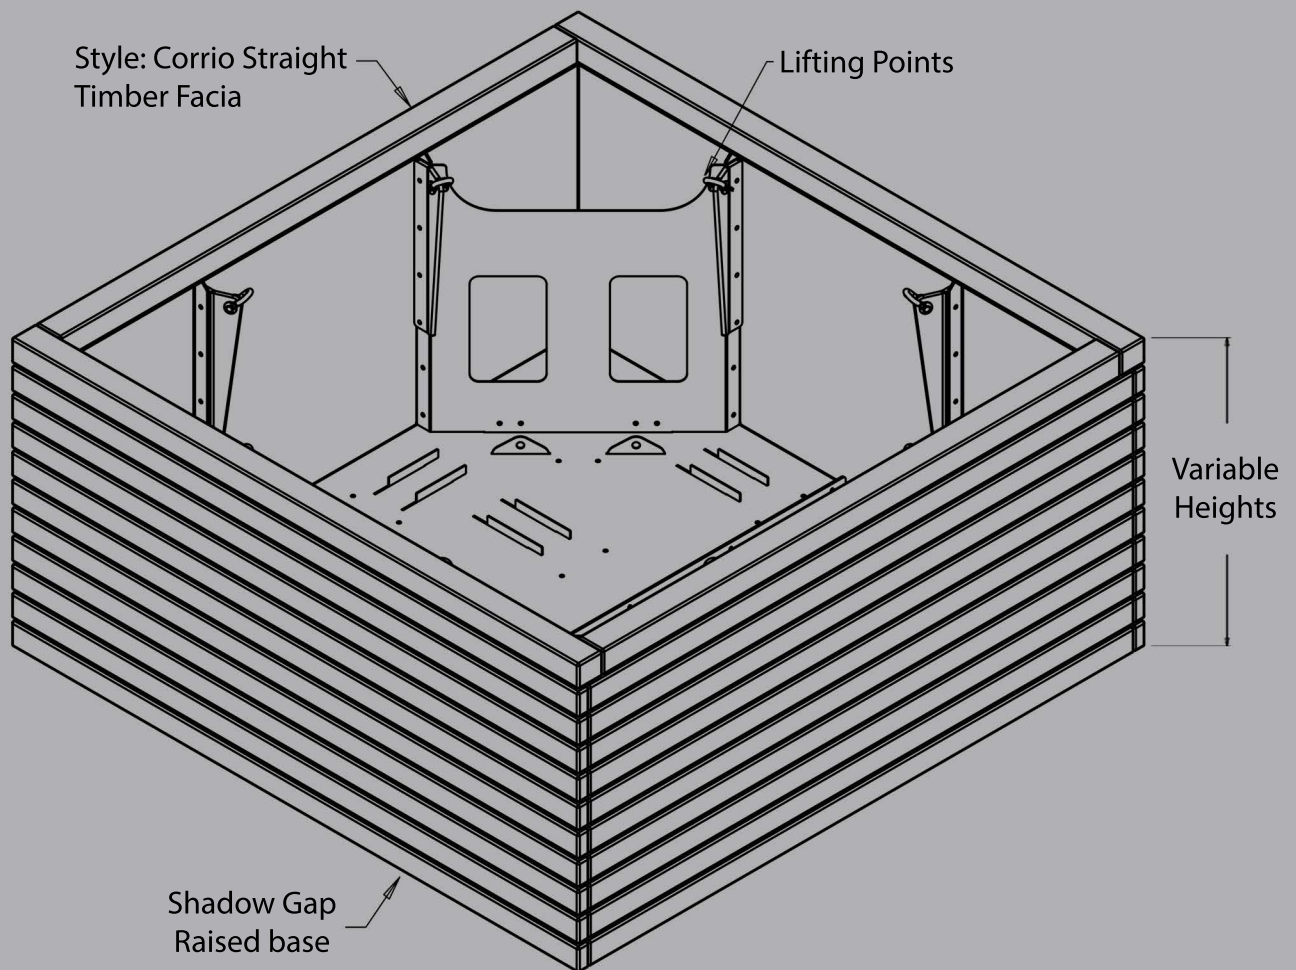 Style: Corrio Straight
Timber Facia
Lifting Points
Variable
Heights
Shadow Gap
Raised base